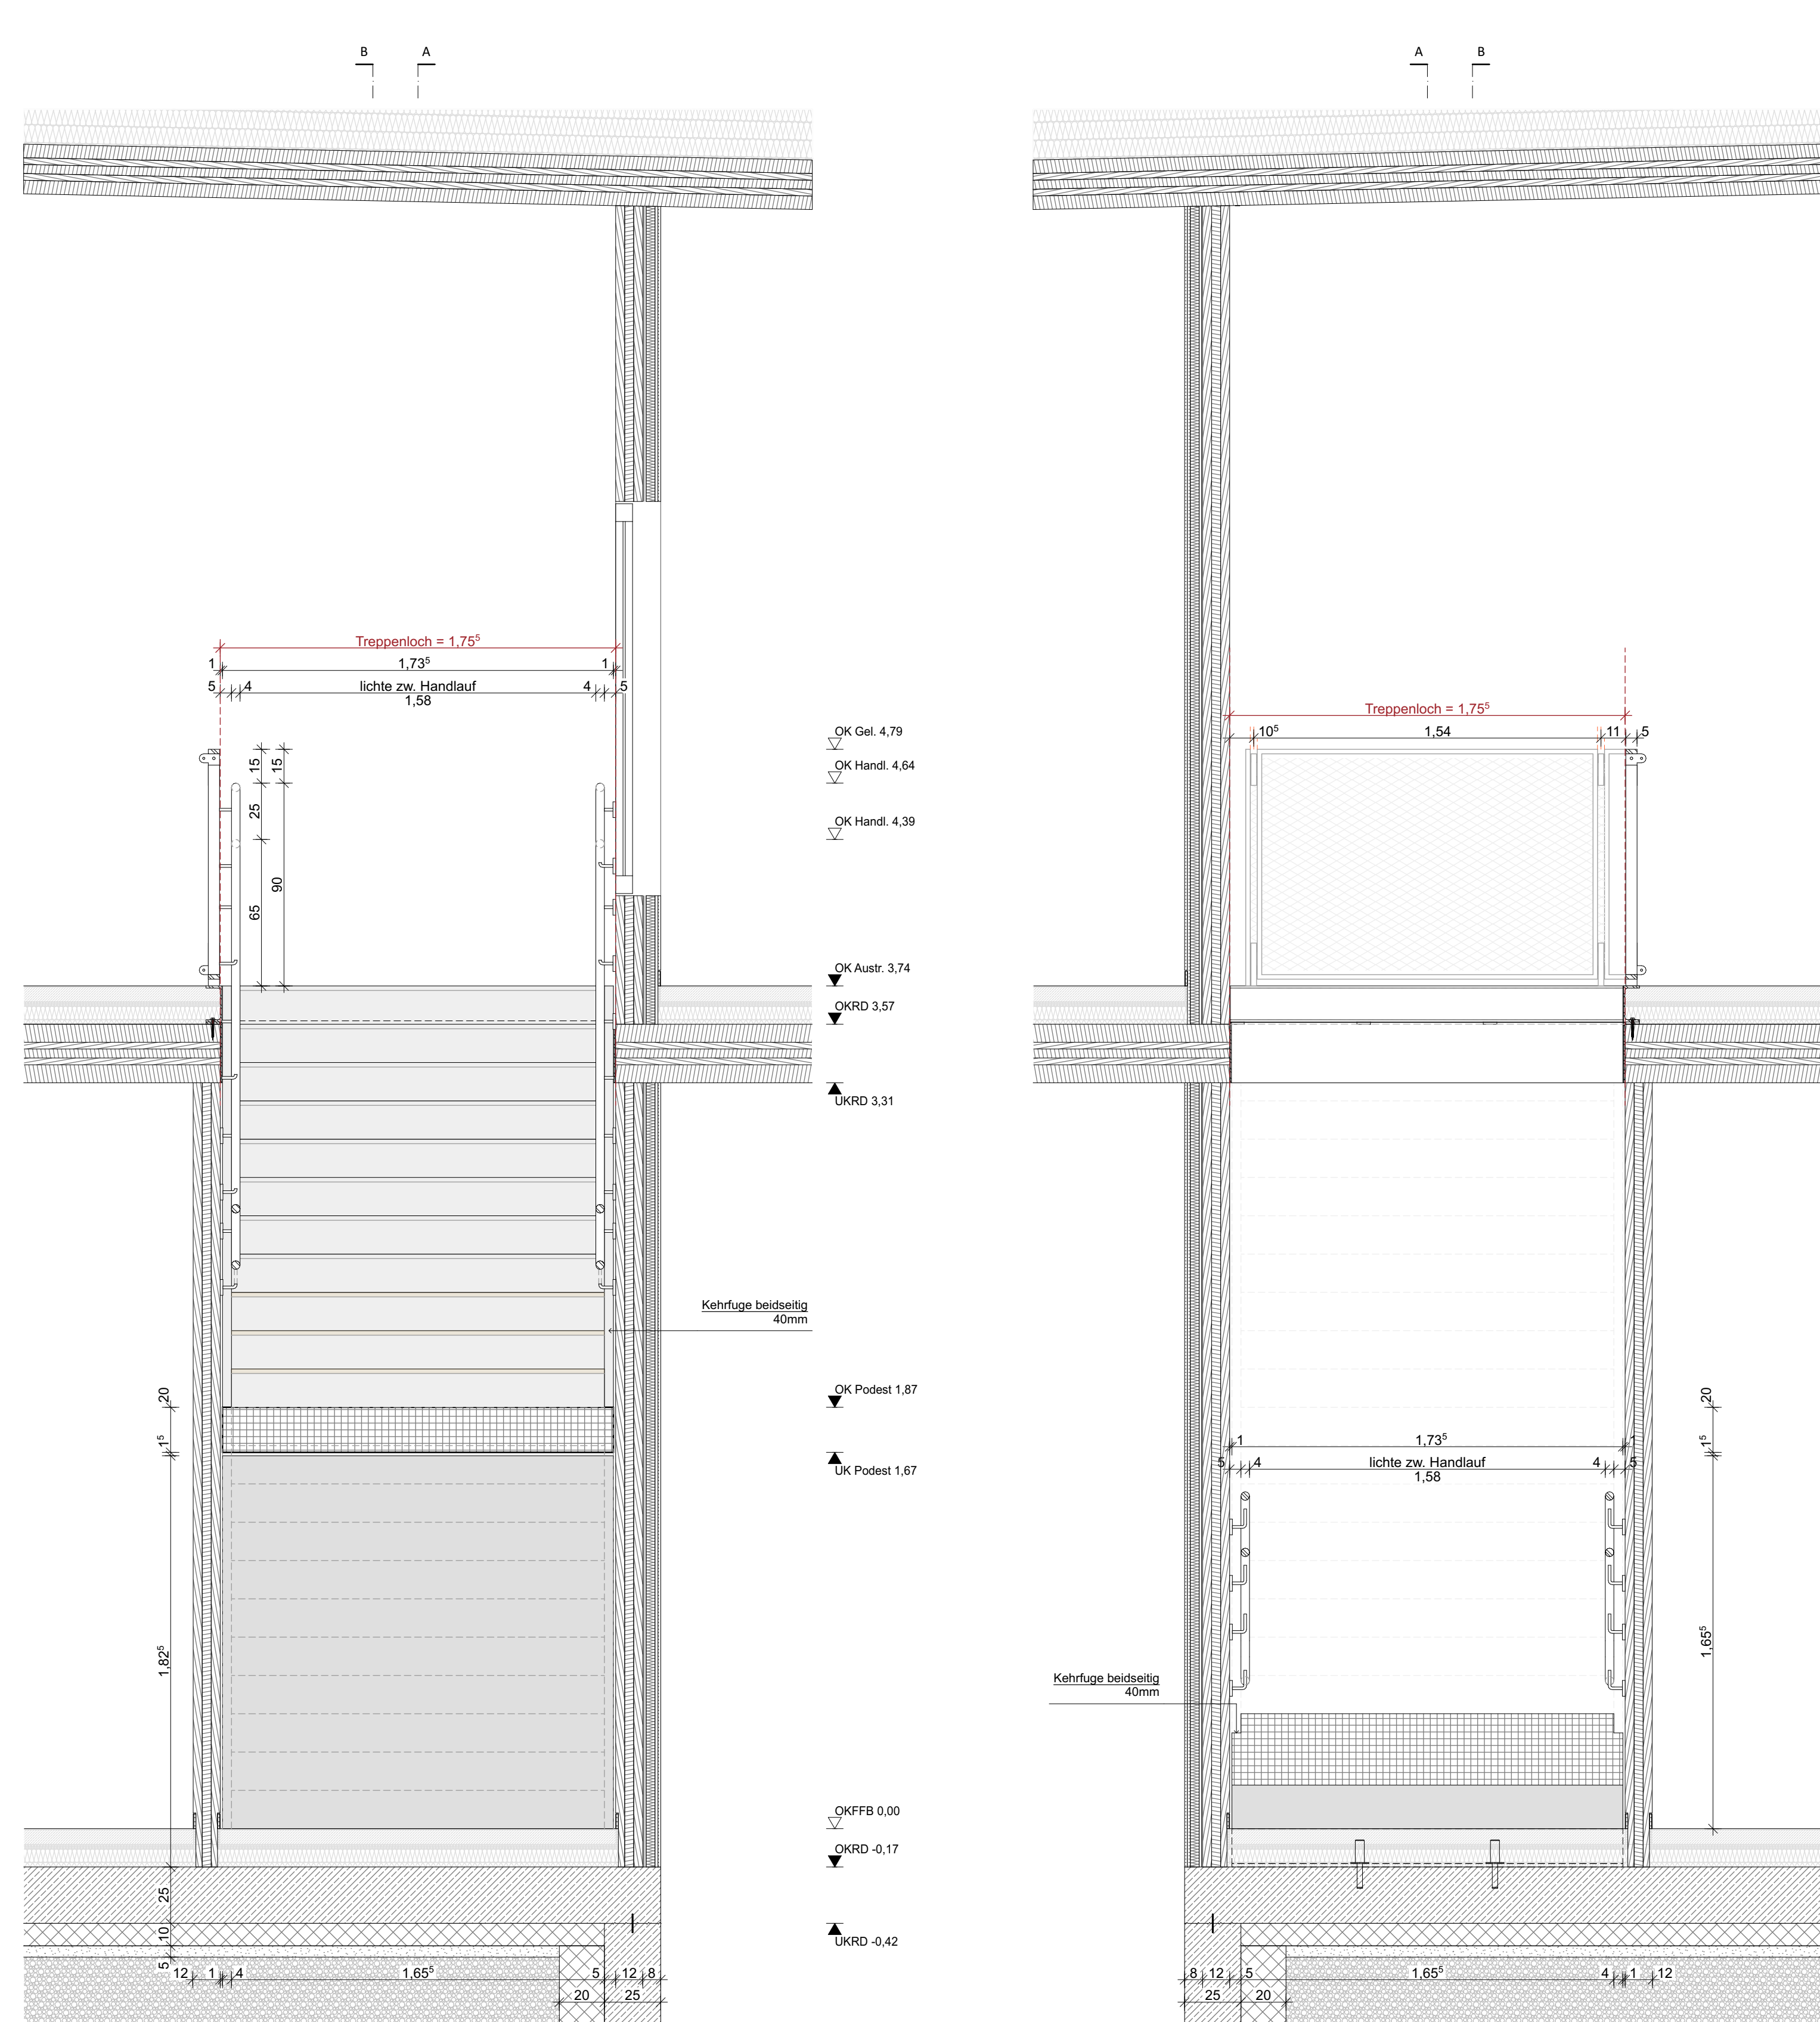 B A
A B
Treppenloch = 1,75⁵
1 1,73⁵ 1
5 4 lichte zw. Handlauf 4 5
1,58
Treppenloch = 1,75⁵
10⁵ 1,54 11 5
OK Gel. 4,79
15 15
OK Handl. 4,64
25
OK Handl. 4,39
90
65
OK Austr. 3,74
OKRD 3,57
UKRD 3,31
Kehrfuge beidseitig
40mm
20
OK Podest 1,87
20
1⁵
1⁵
1 1,73⁵ 1
5 4 lichte zw. Handlauf 4 5
1,58
UK Podest 1,67
1,82⁵
1,65⁵
Kehrfuge beidseitig
40mm
OKFFB 0,00
OKRD -0,17
25
10
UKRD -0,42
5
12 1 4 1,65⁵ 5 12 8
20 25
8 12 5 1,65⁵ 4 1 12
25 20